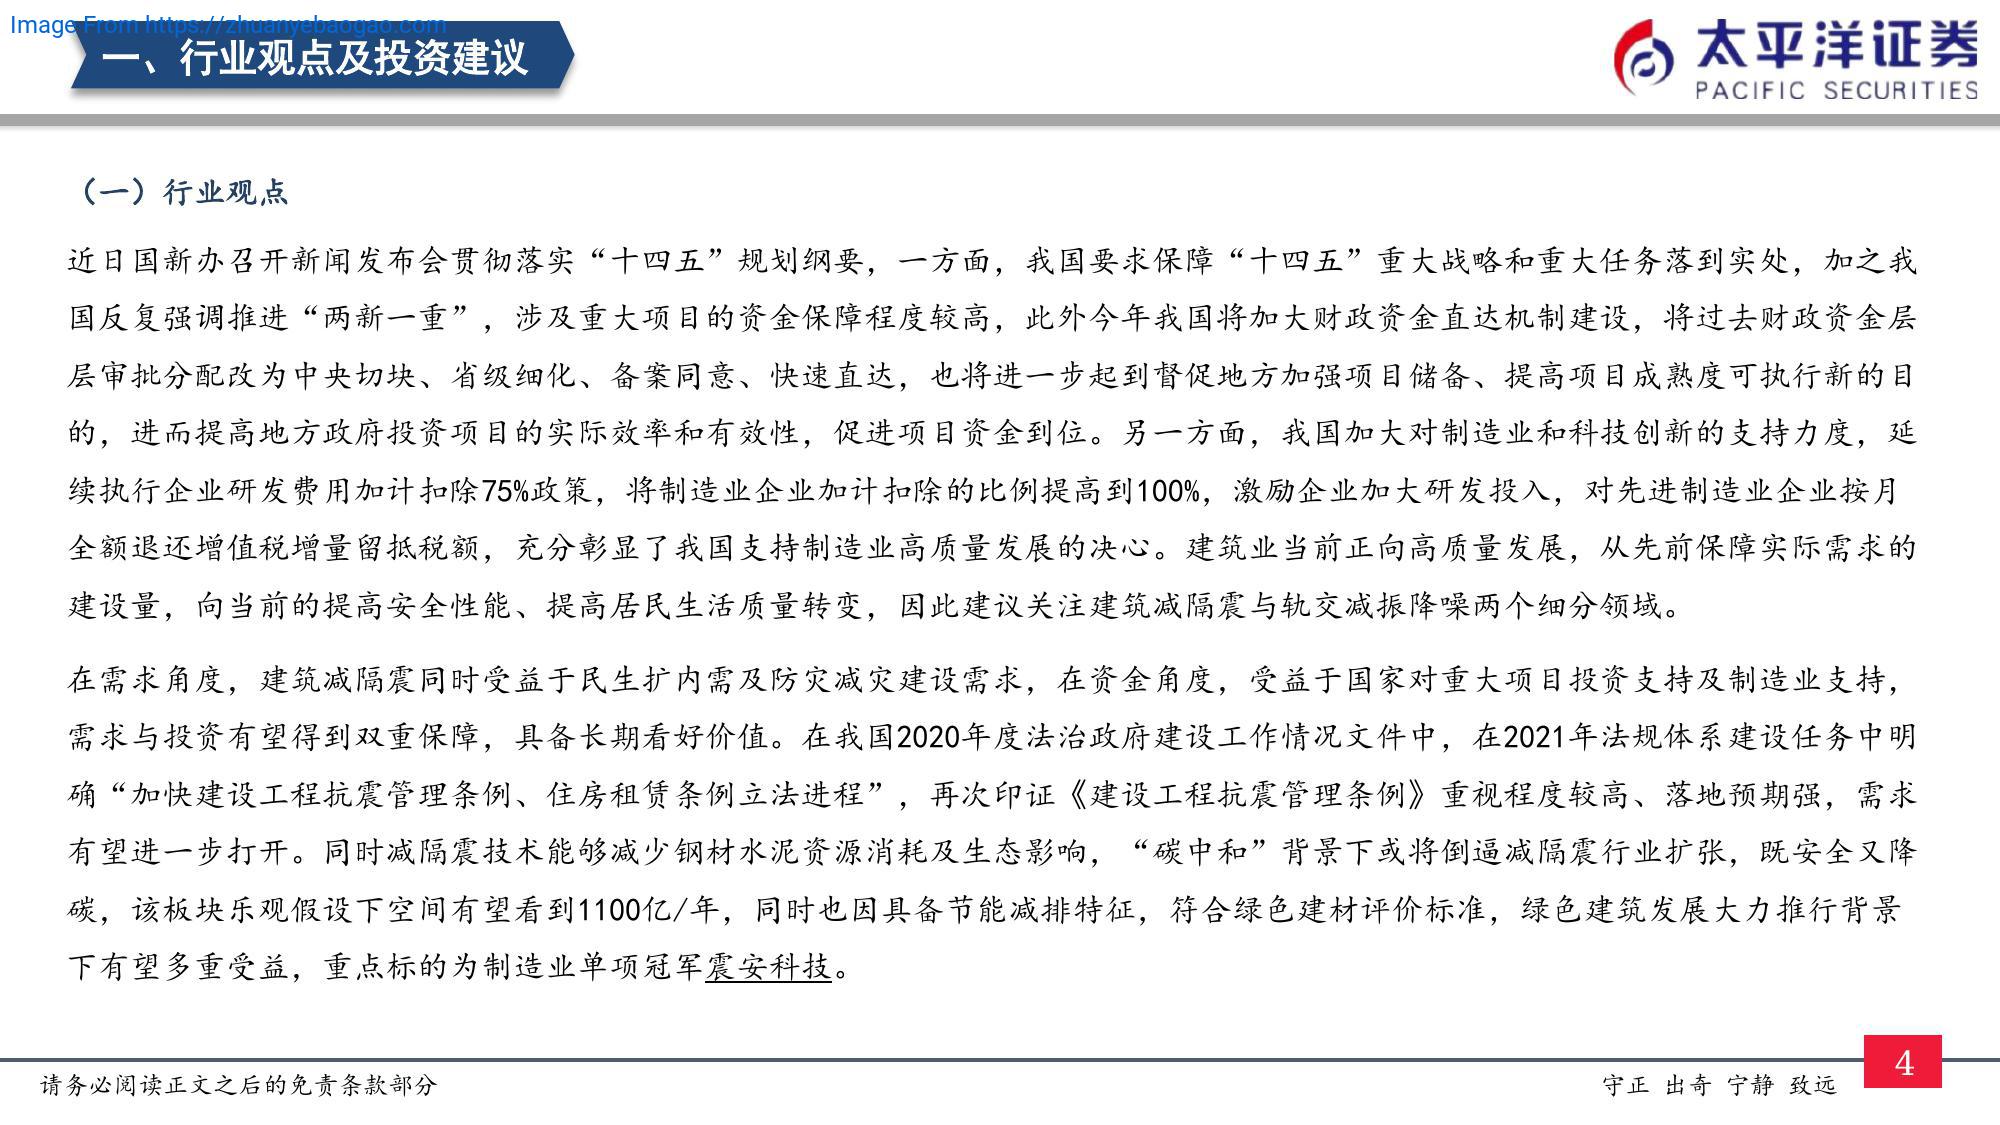 Image From https://zhuanyebaogao.com
一、行业观点及投资建议
太平洋证券
PACIFIC SECURITIES
（一）行业观点
近日国新办召开新闻发布会贯彻落实“十四五”规划纲要，一方面，我国要求保障“十四五”重大战略和重大任务落到实处，加之我
国反复强调推进“两新一重”，涉及重大项目的资金保障程度较高，此外今年我国将加大财政资金直达机制建设，将过去财政资金层
层审批分配改为中央切块、省级细化、备案同意、快速直达，也将进一步起到督促地方加强项目储备、提高项目成熟度可执行新的目
的，进而提高地方政府投资项目的实际效率和有效性，促进项目资金到位。另一方面，我国加大对制造业和科技创新的支持力度，延
续执行企业研发费用加计扣除75%政策，将制造业企业加计扣除的比例提高到100%，激励企业加大研发投入，对先进制造业企业按月
全额退还增值税增量留抵税额，充分彰显了我国支持制造业高质量发展的决心。建筑业当前正向高质量发展，从先前保障实际需求的
建设量，向当前的提高安全性能、提高居民生活质量转变，因此建议关注建筑减隔震与轨交减振降噪两个细分领域。
在需求角度，建筑减隔震同时受益于民生扩内需及防灾减灾建设需求，在资金角度，受益于国家对重大项目投资支持及制造业支持，
需求与投资有望得到双重保障，具备长期看好价值。在我国2020年度法治政府建设工作情况文件中，在2021年法规体系建设任务中明
确“加快建设工程抗震管理条例、住房租赁条例立法进程”，再次印证《建设工程抗震管理条例》重视程度较高、落地预期强，需求
有望进一步打开。同时减隔震技术能够减少钢材水泥资源消耗及生态影响，“碳中和”背景下或将倒逼减隔震行业扩张，既安全又降
碳，该板块乐观假设下空间有望看到1100亿/年，同时也因具备节能减排特征，符合绿色建材评价标准，绿色建筑发展大力推行背景
下有望多重受益，重点标的为制造业单项冠军震安科技。
请务必阅读正文之后的免责条款部分
守正 出奇 宁静 致远
4